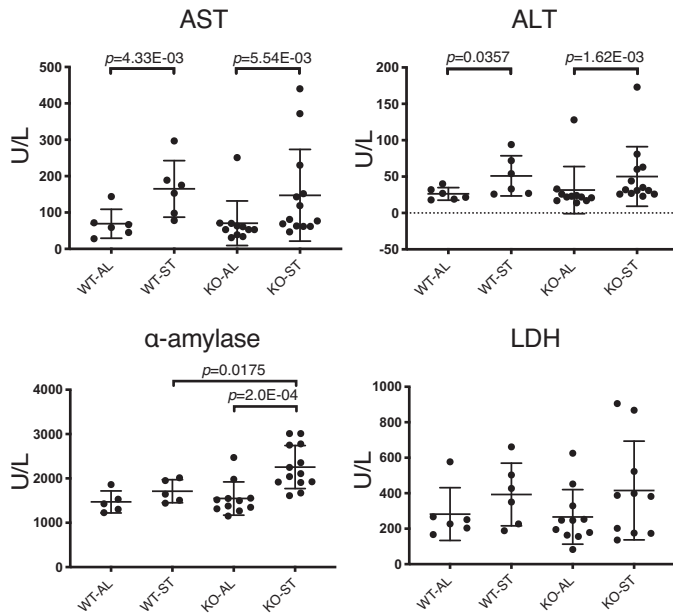 AST
p=4.33E-03 p=5.54E-03
U/L
500
400
300
200
100
0
WT-AL WT-ST KO-AL KO-ST
ALT
p=0.0357 p=1.62E-03
U/L
200
150
100
50
0
-50
WT-AL WT-ST KO-AL KO-ST
α-amylase
p=0.0175
p=2.0E-04
U/L
4000
3000
2000
1000
0
WT-AL WT-ST KO-AL KO-ST
LDH
U/L
1000
800
600
400
200
0
WT-AL WT-ST KO-AL KO-ST